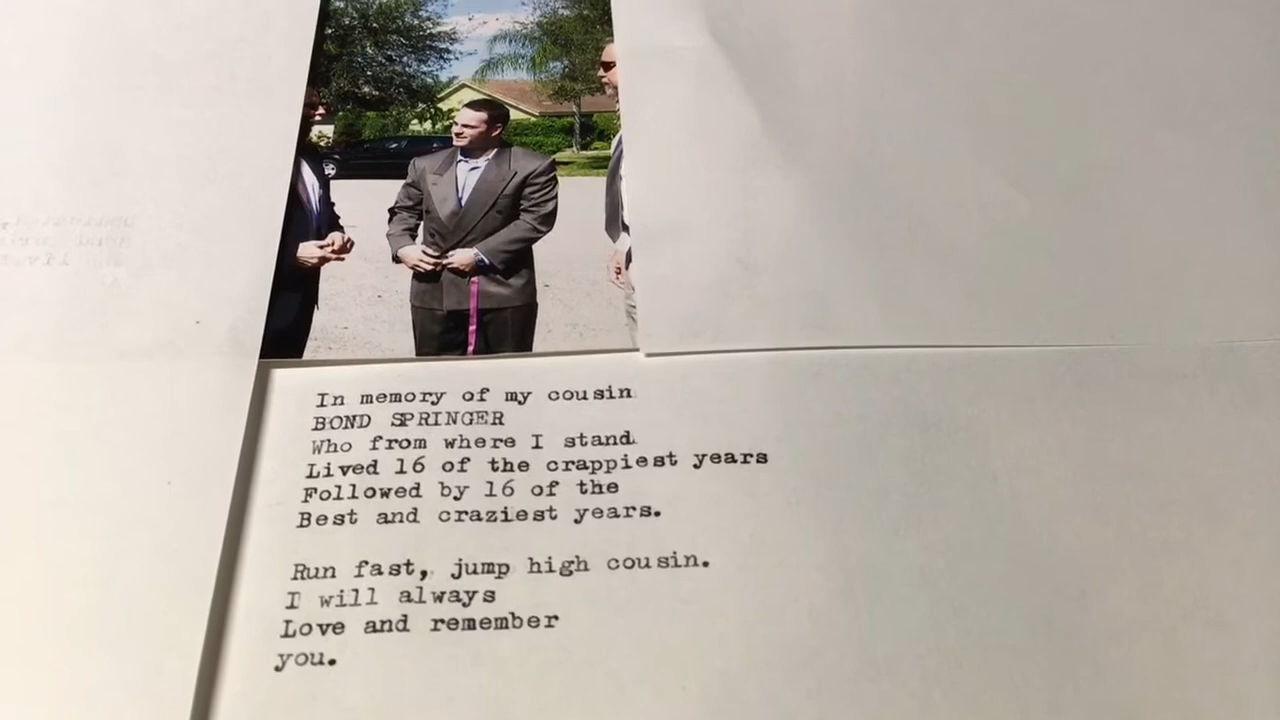 In memory of my cousin
BOND SPRINGER
Who from where I stand
Lived 16 of the crappiest years
Followed by 16 of the
Best and craziest years.
Run fast, jump high cousin.
I will always
Love and remember
you.